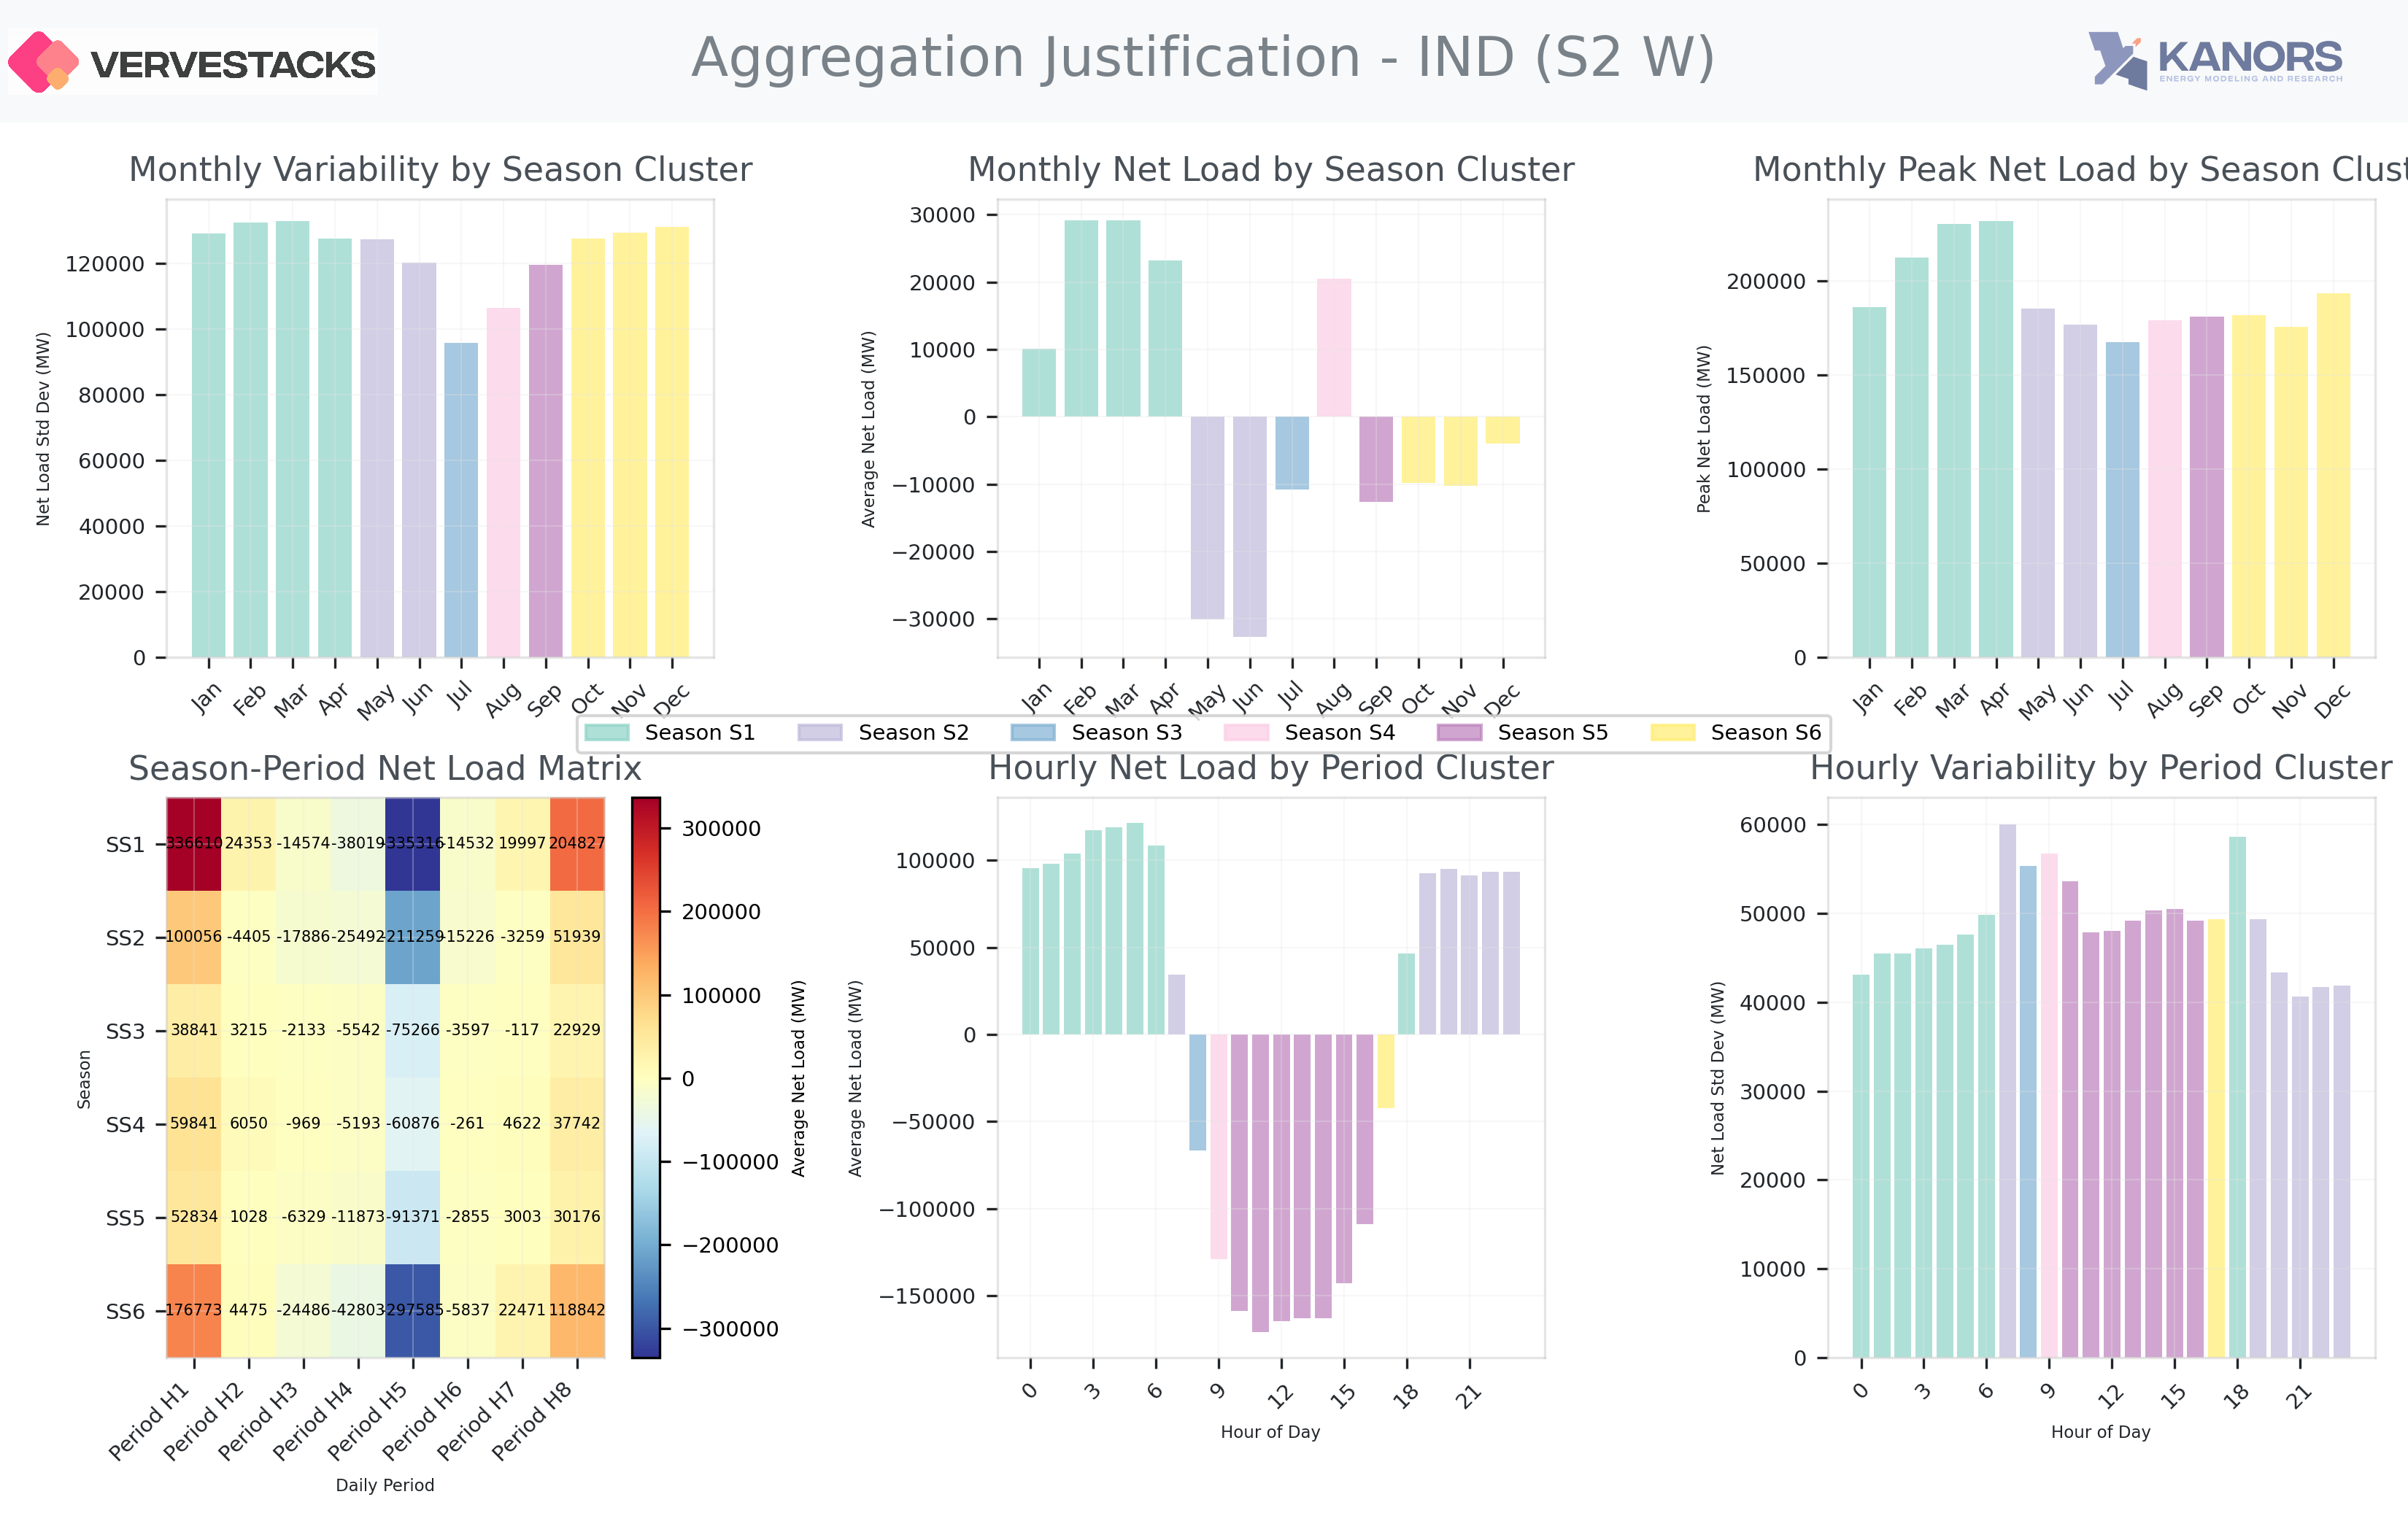 VERVESTACKS
Aggregation Justification - IND (S2 W)
KANORS
ENERGY MODELING AND RESEARCH
Monthly Variability by Season Cluster
Net Load Std Dev (MW)
120000
100000
80000
60000
40000
20000
0
Jan Feb Mar Apr May Jun Jul Aug Sep Oct Nov Dec
Monthly Net Load by Season Cluster
Average Net Load (MW)
30000
20000
10000
0
−10000
−20000
−30000
Jan Feb Mar Apr May Jun Jul Aug Sep Oct Nov Dec
Monthly Peak Net Load by Season Clust
Peak Net Load (MW)
200000
150000
100000
50000
0
Jan Feb Mar Apr May Jun Jul Aug Sep Oct Nov Dec
Season S1 Season S2 Season S3 Season S4 Season S5 Season S6
Season-Period Net Load Matrix
Season
SS1 336610 24353 -14574 -38019 -335316 -14532 19997 204827
SS2 100056 -4405 -17886 -25492 -211259 -15226 -3259 51939
SS3 38841 3215 -2133 -5542 -75266 -3597 -117 22929
SS4 59841 6050 -969 -5193 -60876 -261 4622 37742
SS5 52834 1028 -6329 -11873 -91371 -2855 3003 30176
SS6 176773 4475 -24486 -42803 -297585 -5837 22471 118842
Period H1 Period H2 Period H3 Period H4 Period H5 Period H6 Period H7 Period H8
Daily Period
300000
200000
100000
0
−100000
−200000
−300000
Average Net Load (MW)
Hourly Net Load by Period Cluster
Average Net Load (MW)
100000
50000
0
−50000
−100000
−150000
0 3 6 9 12 15 18 21
Hour of Day
Hourly Variability by Period Cluster
Net Load Std Dev (MW)
60000
50000
40000
30000
20000
10000
0
0 3 6 9 12 15 18 21
Hour of Day